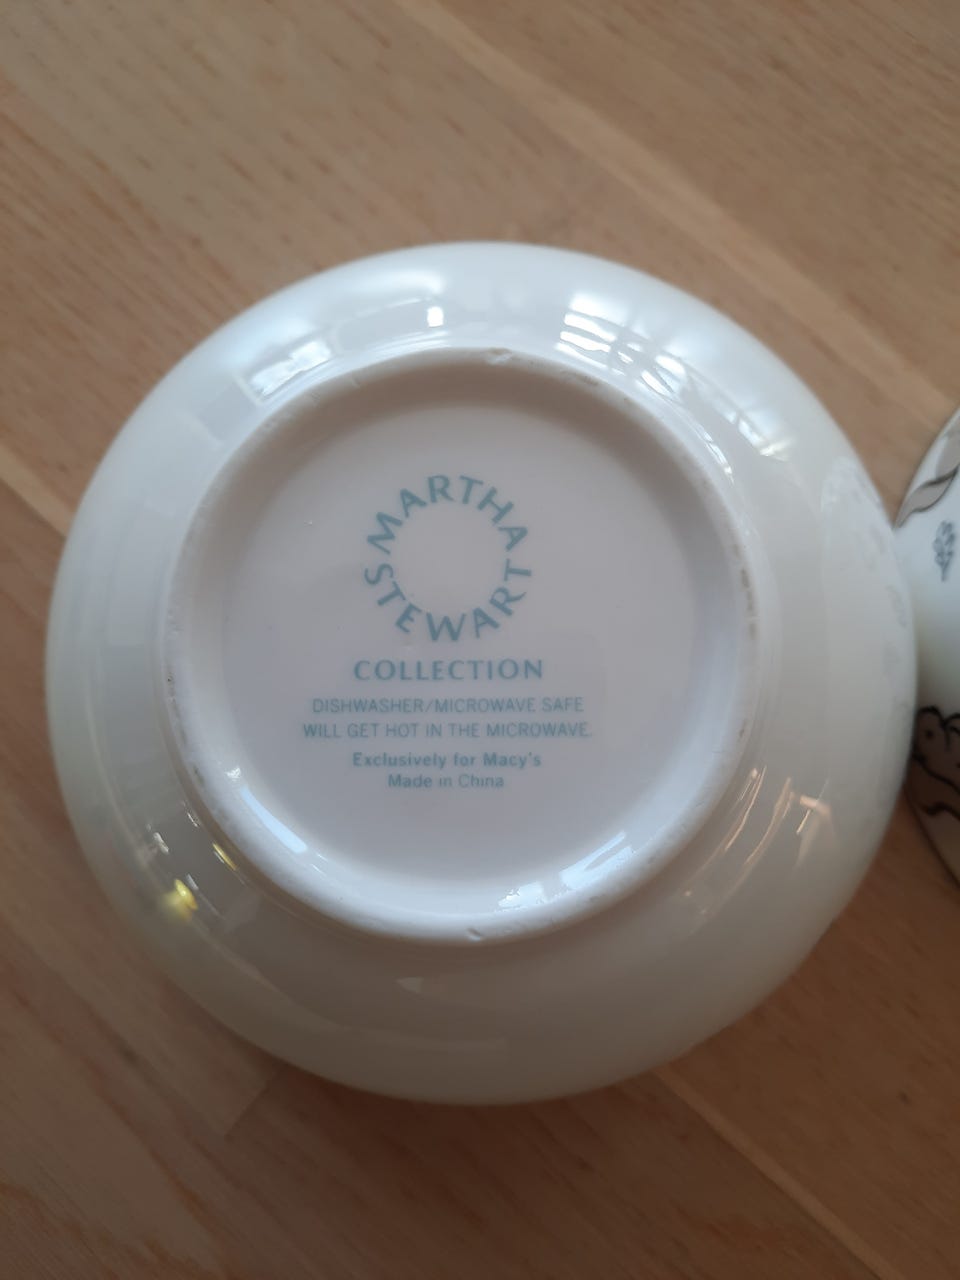 MARTHA
STEWART
COLLECTION
DISHWASHER/MICROWAVE SAFE
WILL GET HOT IN THE MICROWAVE.
Exclusively for Macy's
Made in China